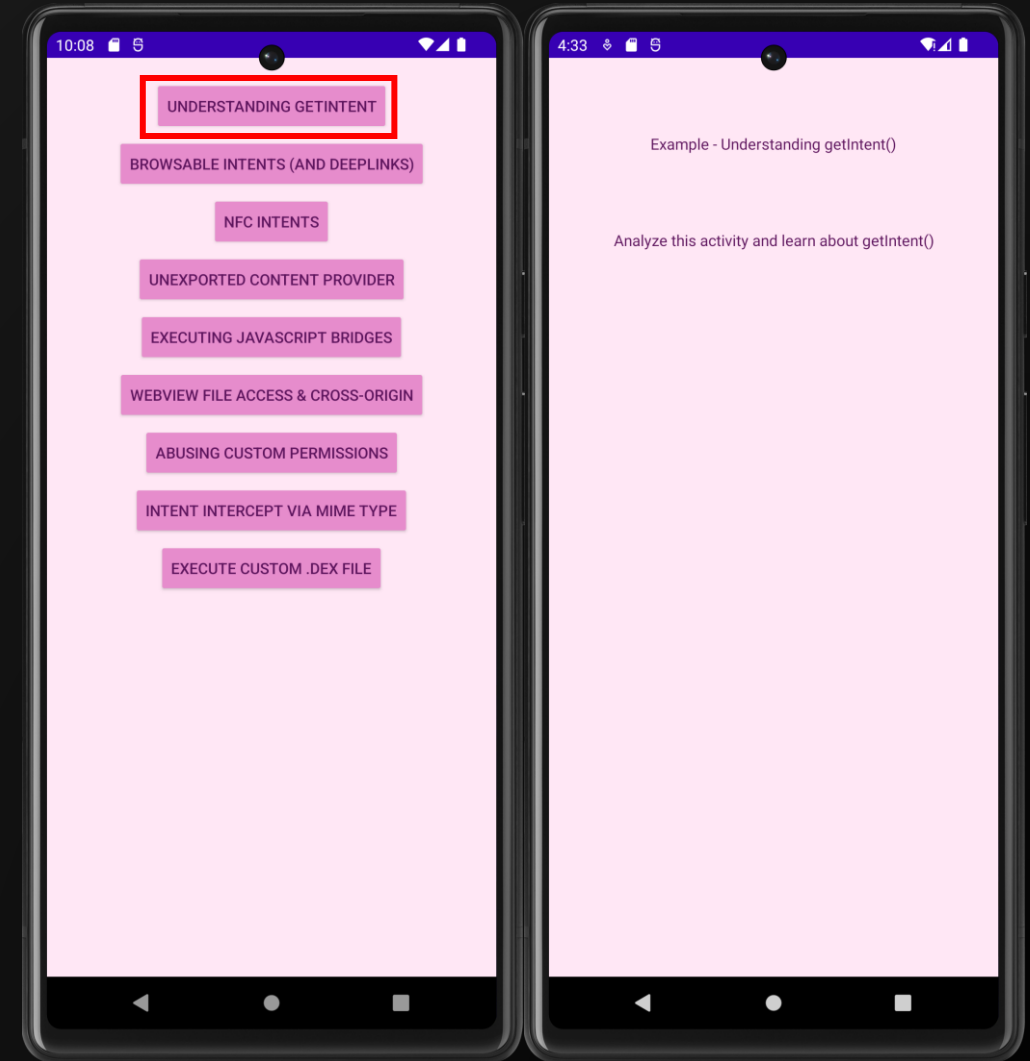 10:08
UNDERSTANDING GETINTENT
BROWSABLE INTENTS (AND DEEPLINKS)
NFC INTENTS
UNEXPORTED CONTENT PROVIDER
EXECUTING JAVASCRIPT BRIDGES
WEBVIEW FILE ACCESS & CROSS-ORIGIN
ABUSING CUSTOM PERMISSIONS
INTENT INTERCEPT VIA MIME TYPE
EXECUTE CUSTOM .DEX FILE
4:33
Example - Understanding getIntent()
Analyze this activity and learn about getIntent()